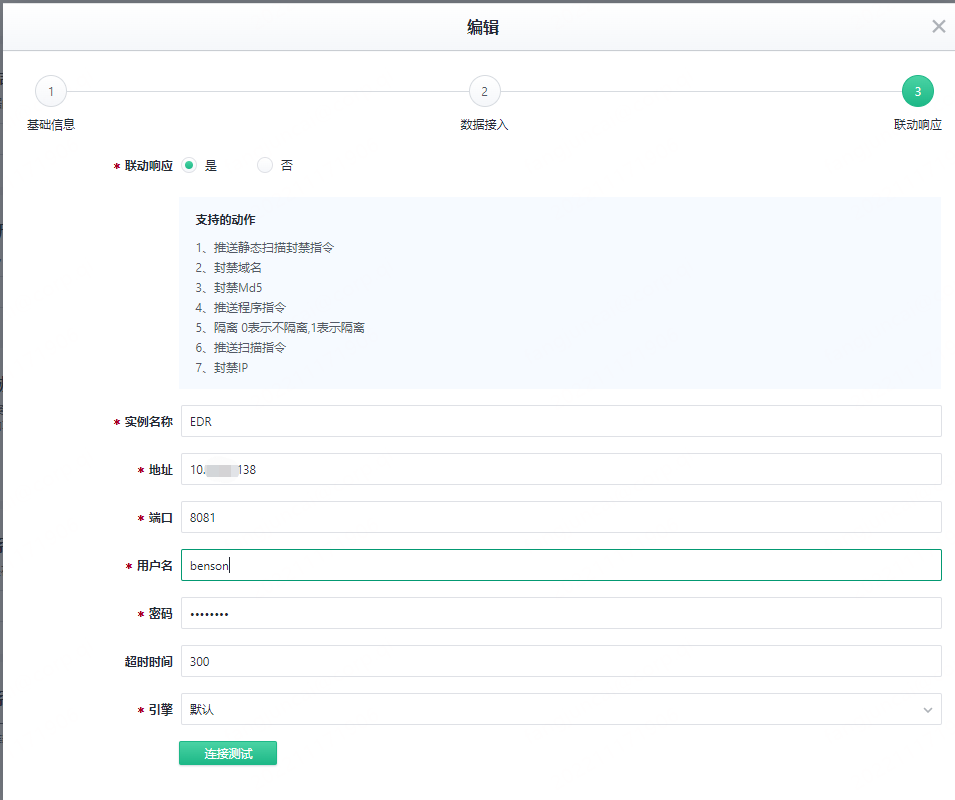 编辑
1
2
3
基础信息
数据接入
联动响应
* 联动响应 是 否
支持的动作
1、推送静态扫描封禁指令
2、封禁域名
3、封禁Md5
4、推送程序指令
5、隔离 0表示不隔离,1表示隔离
6、推送扫描指令
7、封禁IP
* 实例名称 EDR
* 地址 10. 138
* 端口 8081
* 用户名 benson
* 密码 ••••••••
超时时间 300
* 引擎 默认
连接测试